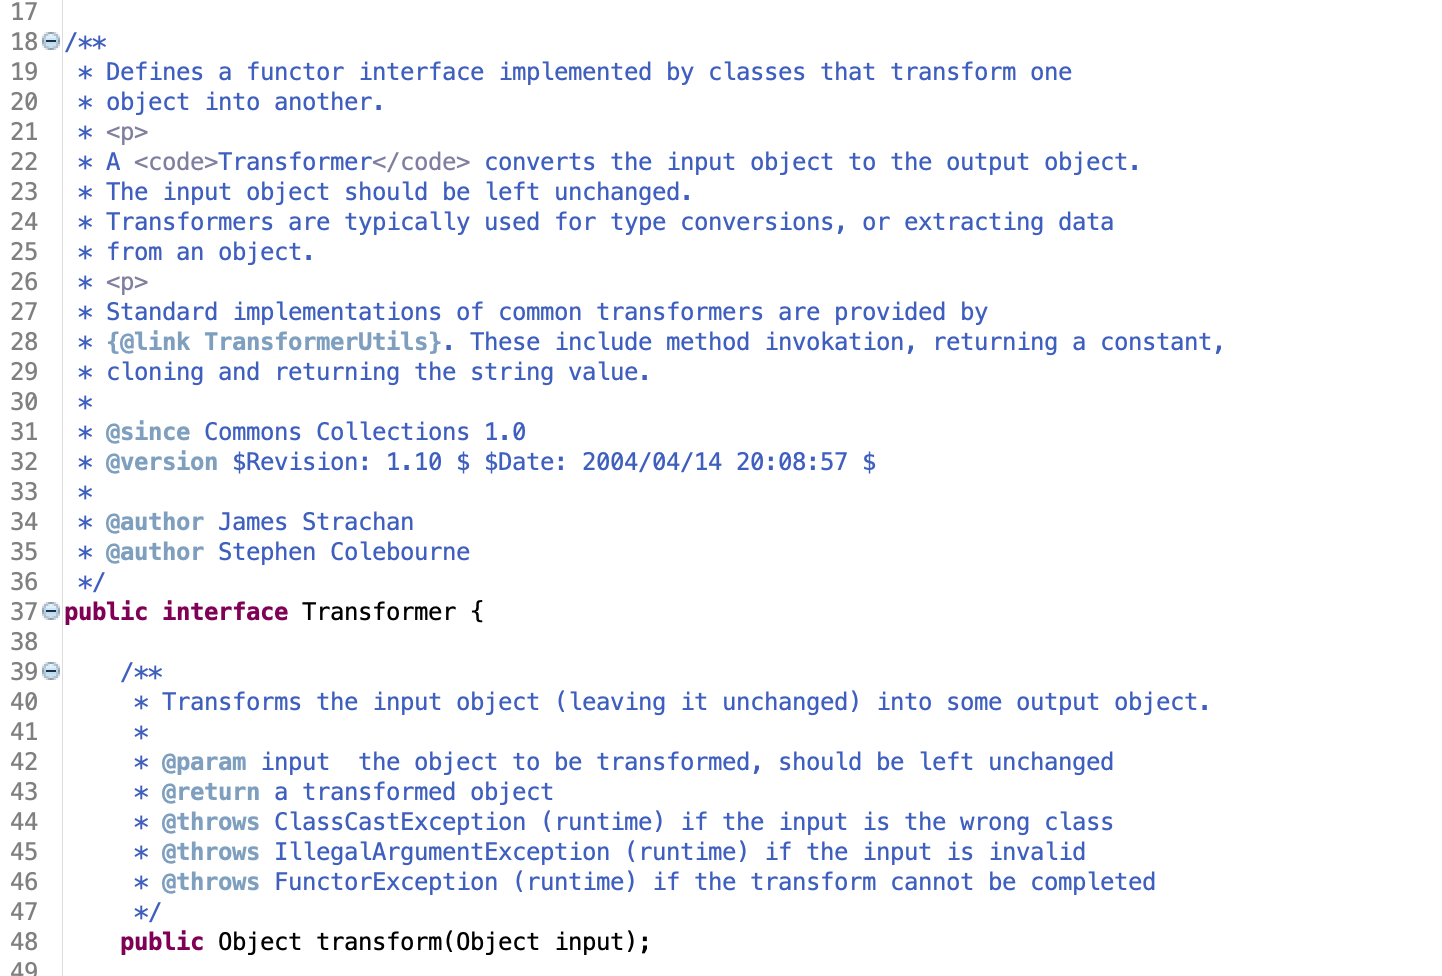 17
18 /**
19  * Defines a functor interface implemented by classes that transform one
20  * object into another.
21  * <p>
22  * A <code>Transformer</code> converts the input object to the output object.
23  * The input object should be left unchanged.
24  * Transformers are typically used for type conversions, or extracting data
25  * from an object.
26  * <p>
27  * Standard implementations of common transformers are provided by
28  * {@link TransformerUtils}. These include method invokation, returning a constant,
29  * cloning and returning the string value.
30  *
31  * @since Commons Collections 1.0
32  * @version $Revision: 1.10 $ $Date: 2004/04/14 20:08:57 $
33  *
34  * @author James Strachan
35  * @author Stephen Colebourne
36  */
37 public interface Transformer {
38
39     /**
40      * Transforms the input object (leaving it unchanged) into some output object.
41      *
42      * @param input  the object to be transformed, should be left unchanged
43      * @return a transformed object
44      * @throws ClassCastException (runtime) if the input is the wrong class
45      * @throws IllegalArgumentException (runtime) if the input is invalid
46      * @throws FunctorException (runtime) if the transform cannot be completed
47      */
48     public Object transform(Object input);
49